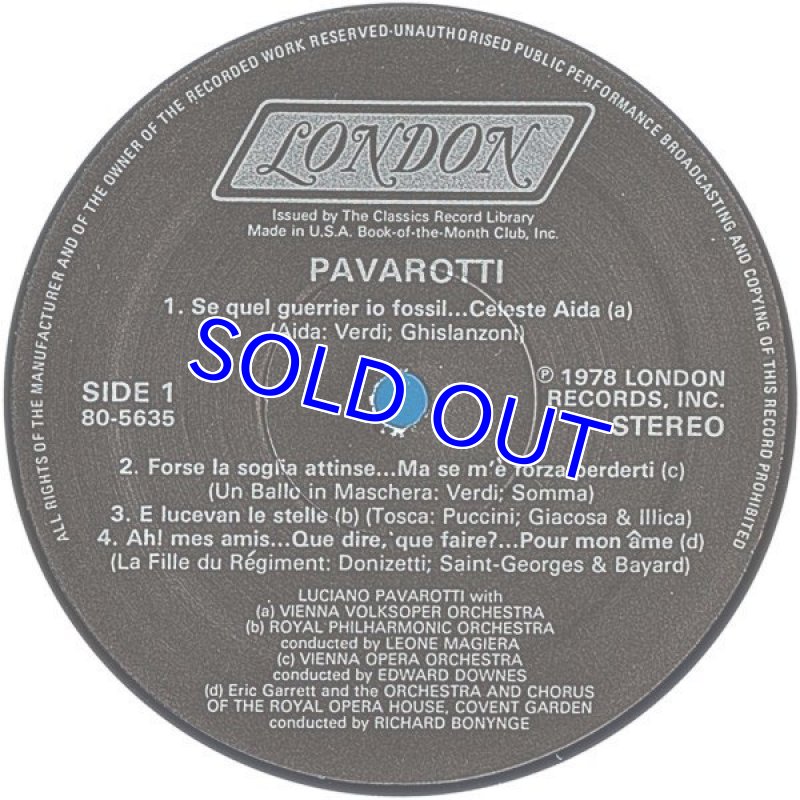 ALL RIGHTS OF THE MANUFACTURER AND OF THE OWNER OF THE RECORDED WORK RESERVED·UNAUTHORISED PUBLIC PERFORMANCE BROADCASTING AND COPYING OF THIS RECORD PROHIBITED
LONDON
Issued by The Classics Record Library
Made in U.S.A. Book-of-the-Month Club, Inc.
PAVAROTTI
1. Se quel guerrier io fossil...Celeste Aida (a)
(Aida: Verdi; Ghislanzoni)
SOLD OUT
SIDE 1
80-5635
℗ 1978 LONDON
RECORDS, INC.
STEREO
2. Forse la soglia attinse...Ma se m'è forza perderti (c)
(Un Ballo in Maschera: Verdi; Somma)
3. E lucevan le stelle (b) (Tosca: Puccini; Giacosa & Illica)
4. Ah! mes amis...Que dire, que faire?...Pour mon âme (d)
(La Fille du Régiment: Donizetti; Saint-Georges & Bayard)
LUCIANO PAVAROTTI with
(a) VIENNA VOLKSOPER ORCHESTRA
(b) ROYAL PHILHARMONIC ORCHESTRA
conducted by LEONE MAGIERA
(c) VIENNA OPERA ORCHESTRA
conducted by EDWARD DOWNES
(d) Eric Garrett and the ORCHESTRA AND CHORUS
OF THE ROYAL OPERA HOUSE, COVENT GARDEN
conducted by RICHARD BONYNGE